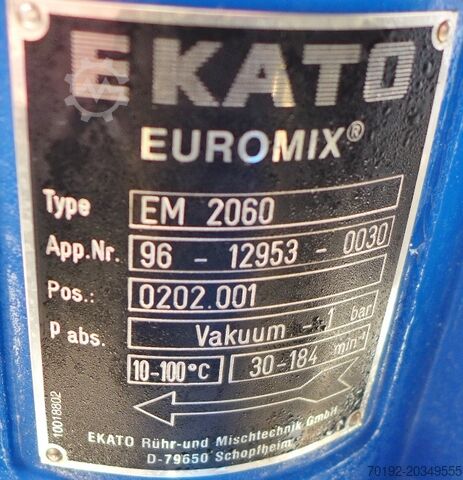 EKATO
EUROMIX®
Type EM 2060
App.Nr. 96 - 12953 - 0030
Pos.: 0202.001
P abs. Vakuum - 1 bar
10-100°C 30-184 min⁻¹
10018802
EKATO Rühr-und Mischtechnik GmbH
D-79650 Schopfheim
70192-20349555